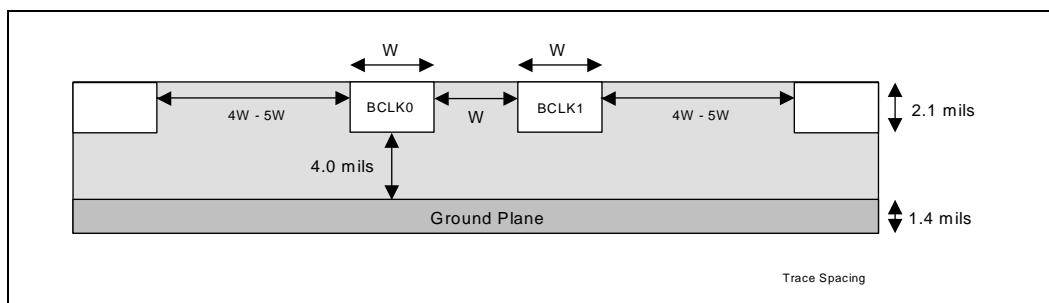 W
W
BCLK0
BCLK1
4W - 5W
W
4W - 5W
2.1 mils
4.0 mils
Ground Plane
1.4 mils
Trace Spacing